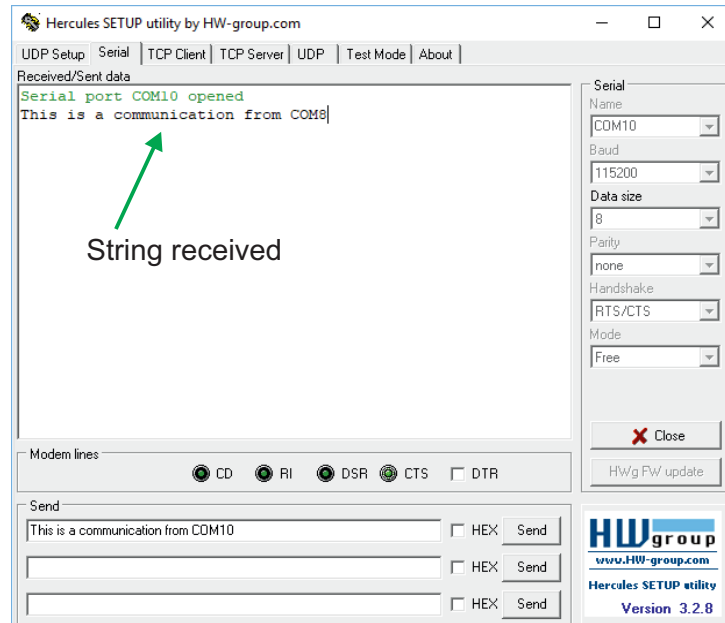 Hercules SETUP utility by HW-group.com
UDP Setup Serial TCP Client TCP Server UDP Test Mode About
Received/Sent data
Serial port COM10 opened
This is a communication from COM8
String received
Serial
Name
COM10
Baud
115200
Data size
8
Parity
none
Handshake
RTS/CTS
Mode
Free
Close
HWg FW update
Modem lines
CD RI DSR CTS DTR
Send
This is a communication from COM10 HEX Send
HEX Send
HEX Send
HW group
www.HW-group.com
Hercules SETUP utility
Version 3.2.8